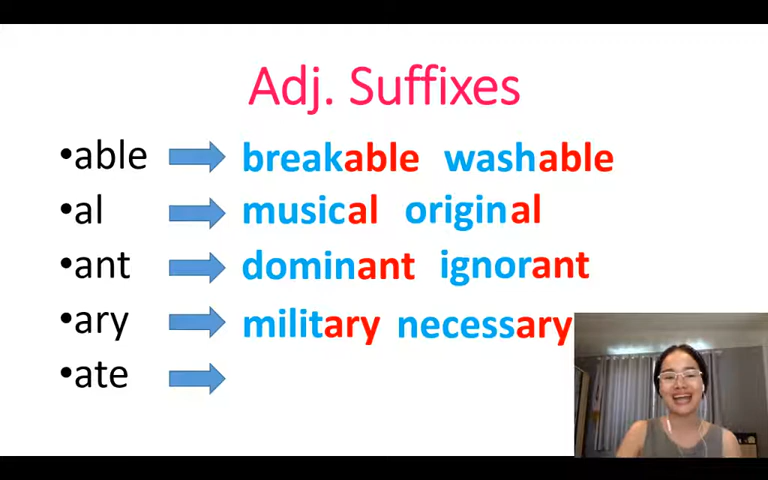 Adj. Suffixes
•able breakable washable
•al musical original
•ant dominant ignorant
•ary military necessary
•ate